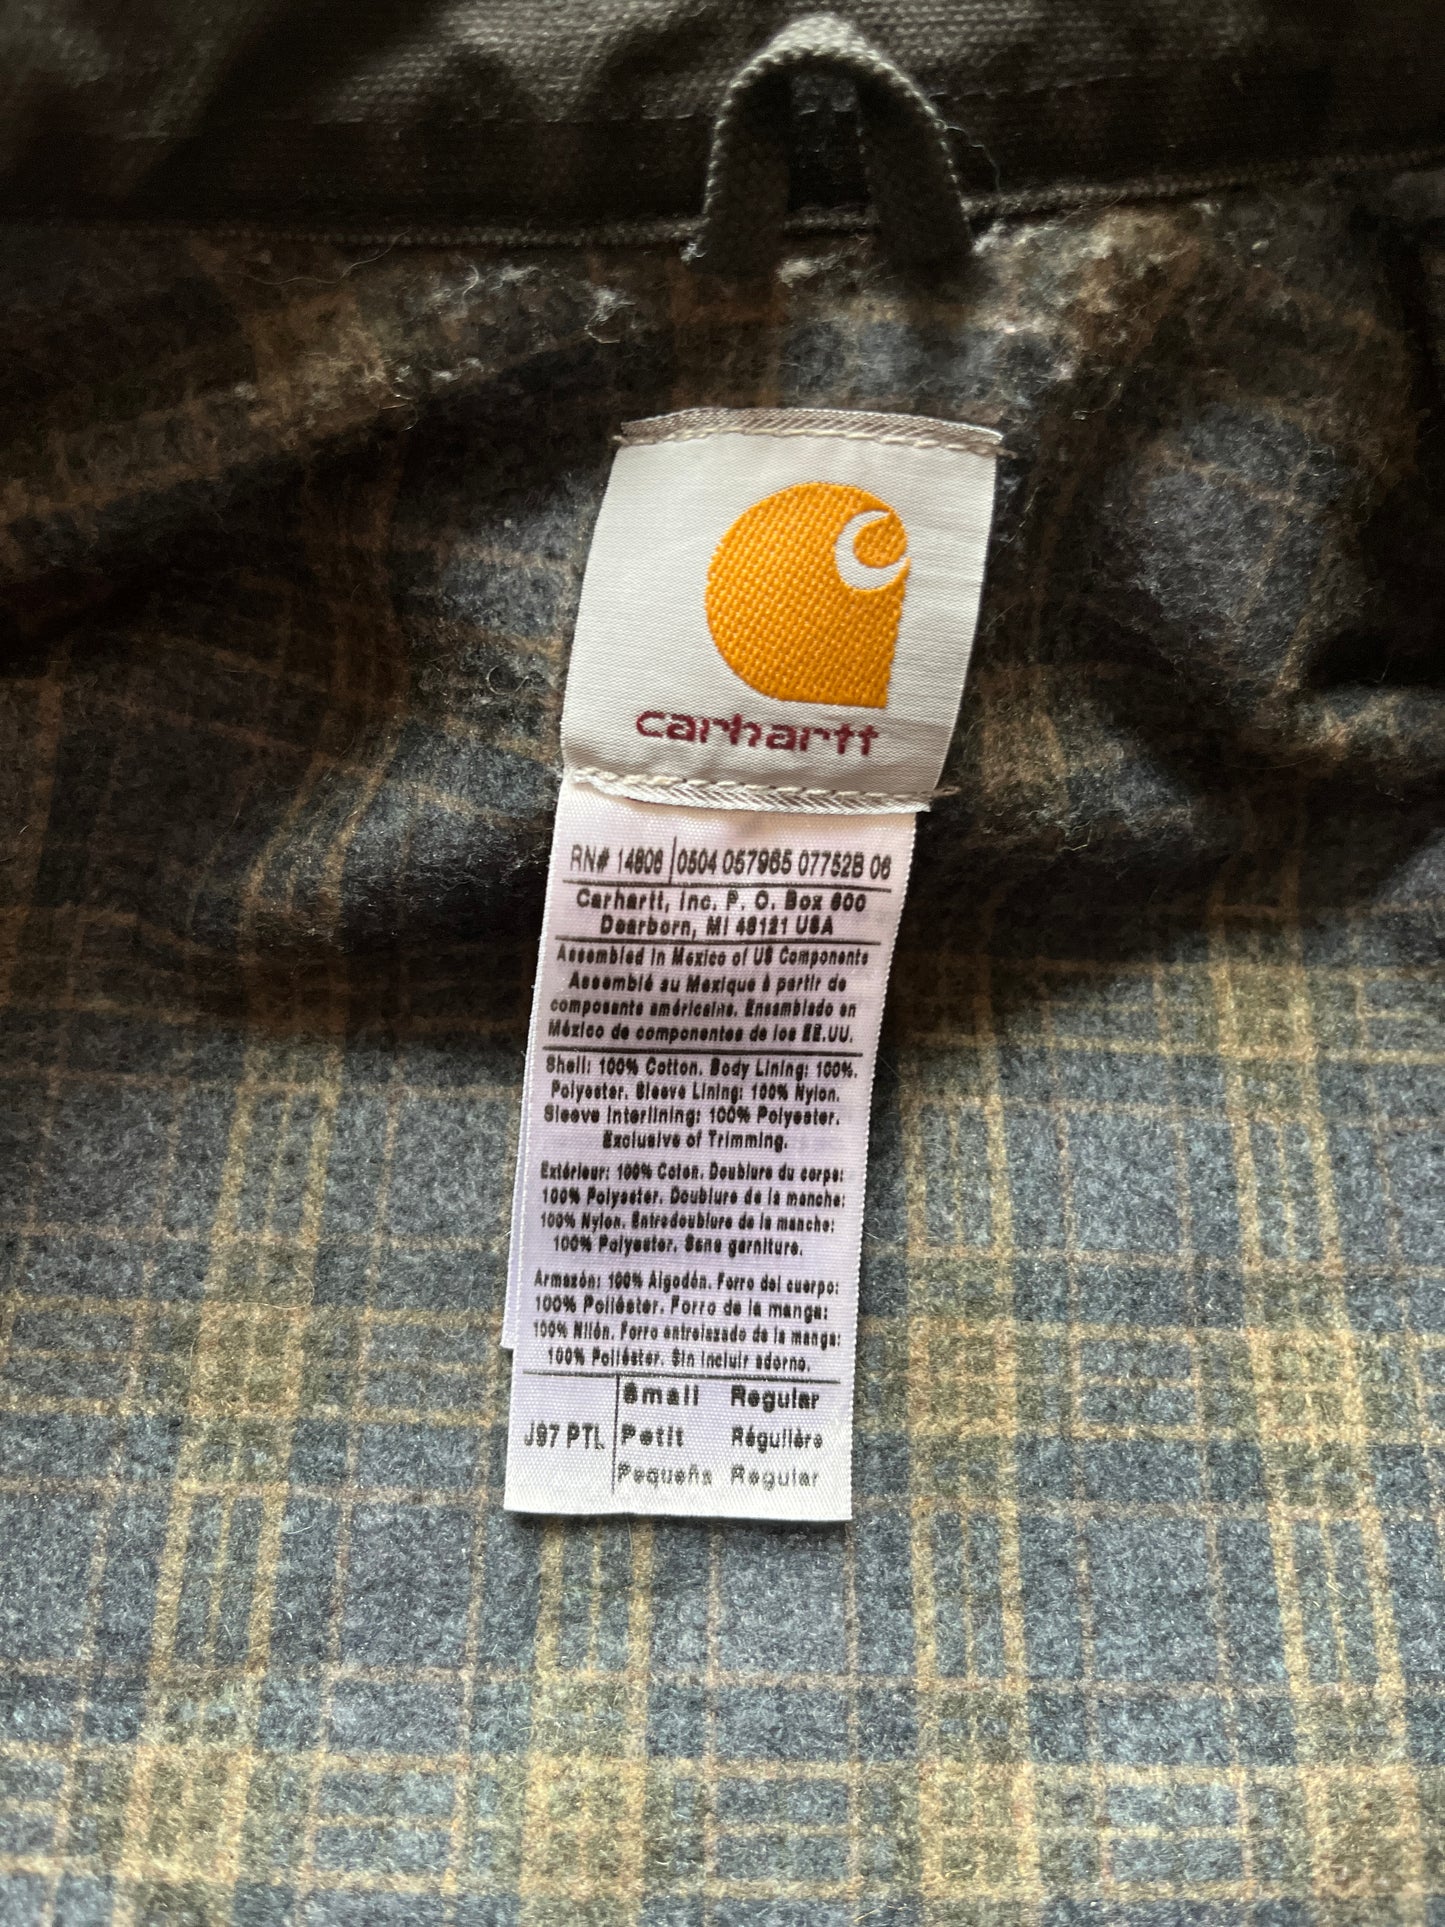 carhartt
RN# 14806 0504 057965 07752B 06
Carhartt, Inc. P. O. Box 600
Dearborn, MI 48121 USA
Assembled In Mexico of US Components
Assemblé au Mexique à partir de
composants américains. Ensamblado en
México de componentes de los EE.UU.
Shell: 100% Cotton. Body Lining: 100%.
Polyester. Sleeve Lining: 100% Nylon.
Sleeve Interlining: 100% Polyester.
Exclusive of Trimming.
Extérieur: 100% Coton. Doublure du corps:
100% Polyester. Doublure de la manche:
100% Nylon. Entredoublure de la manche:
100% Polyester. Sans garniture.
Armazón: 100% Algodón. Forro del cuerpo:
100% Poliéster. Forro de la manga:
100% Nilón. Forro entrelazado de la manga:
100% Poliéster. Sin incluir adorno.
Small Regular
J97 PTL Petit Régulière
Pequeña Regular